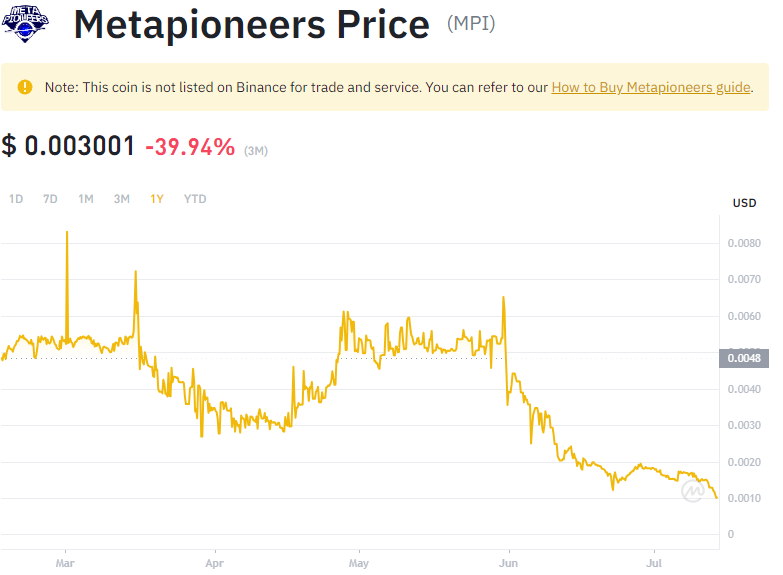 META
PIONEERS
Metapioneers Price (MPI)
Note: This coin is not listed on Binance for trade and service. You can refer to our How to Buy Metapioneers guide.
$ 0.003001 -39.94% (3M)
1D 7D 1M 3M 1Y YTD
USD
0.0080
0.0070
0.0060
0.0048
0.0040
0.0030
0.0020
0.0010
0
Mar Apr May Jun Jul